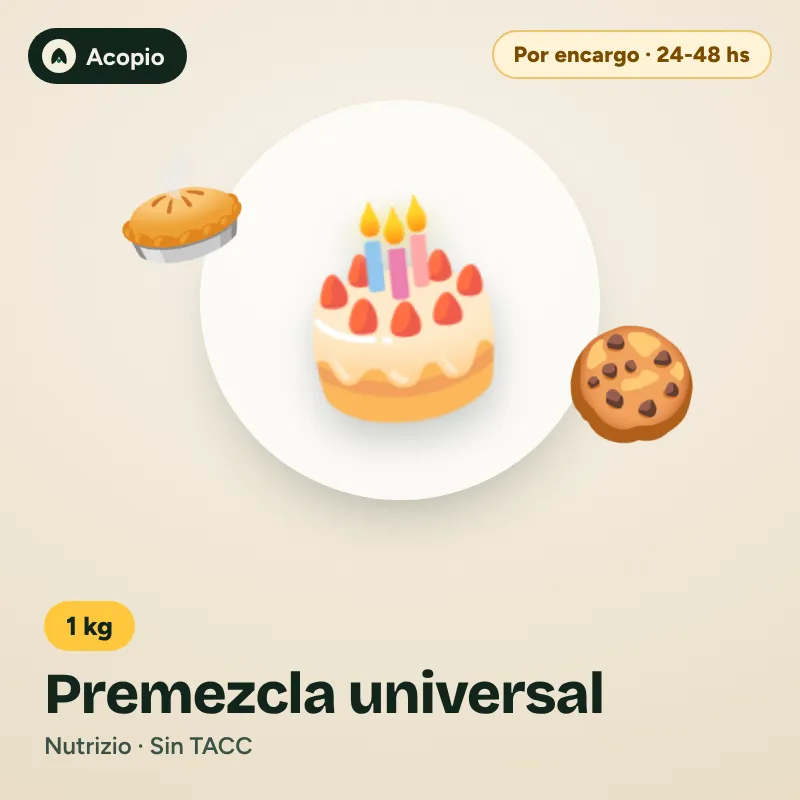 Acopio
Por encargo · 24-48 hs
1 kg
Premezcla universal
Nutrizio · Sin TACC